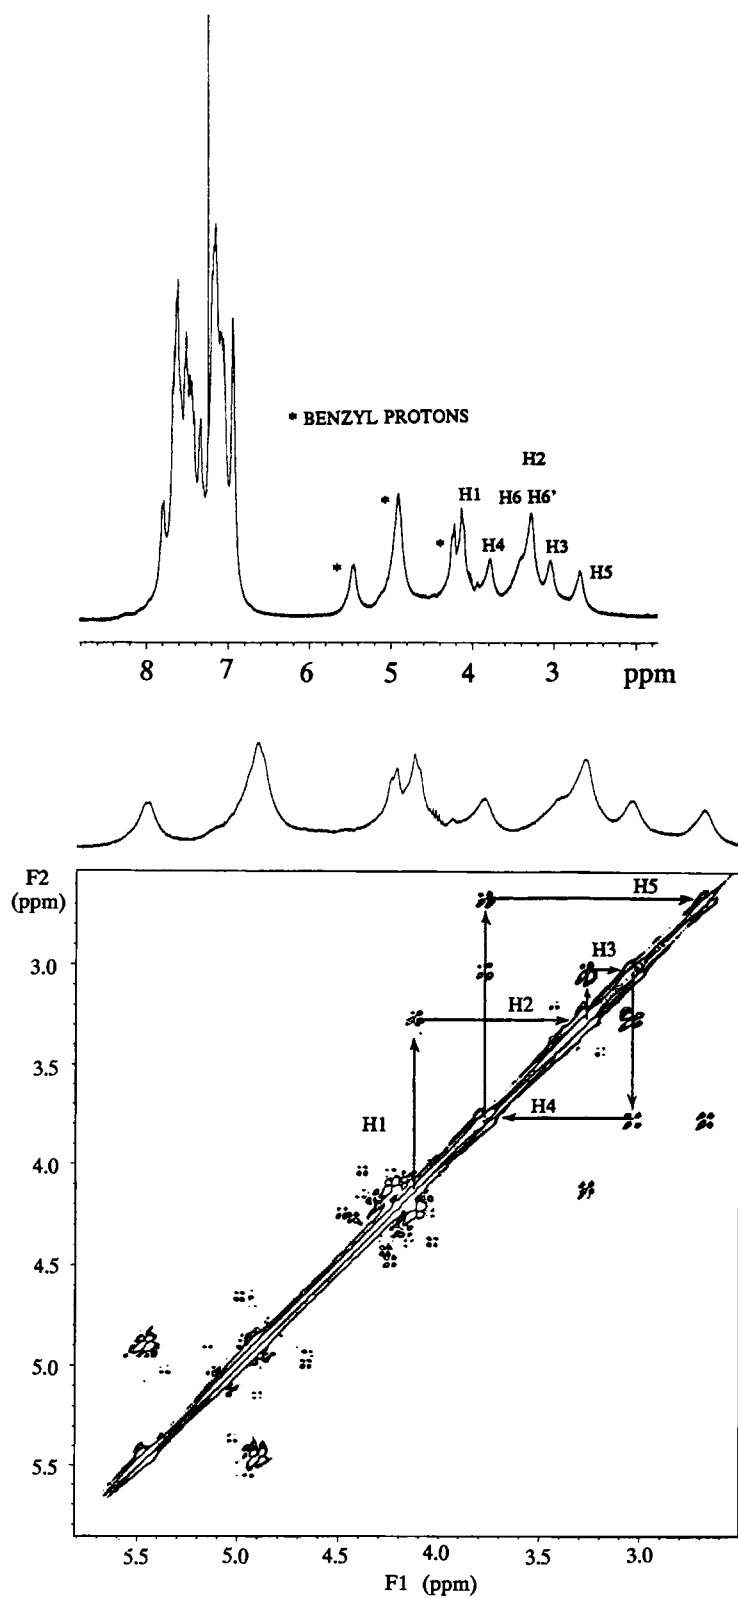 * BENZYL PROTONS
H2
* H1 H6 H6'
* H4 H3
* H5
8 7 6 5 4 3 ppm
F2
(ppm)
H5
3.0
H3
H2
3.5
H4
H1
4.0
4.5
5.0
5.5
5.5 5.0 4.5 4.0 3.5 3.0
F1 (ppm)